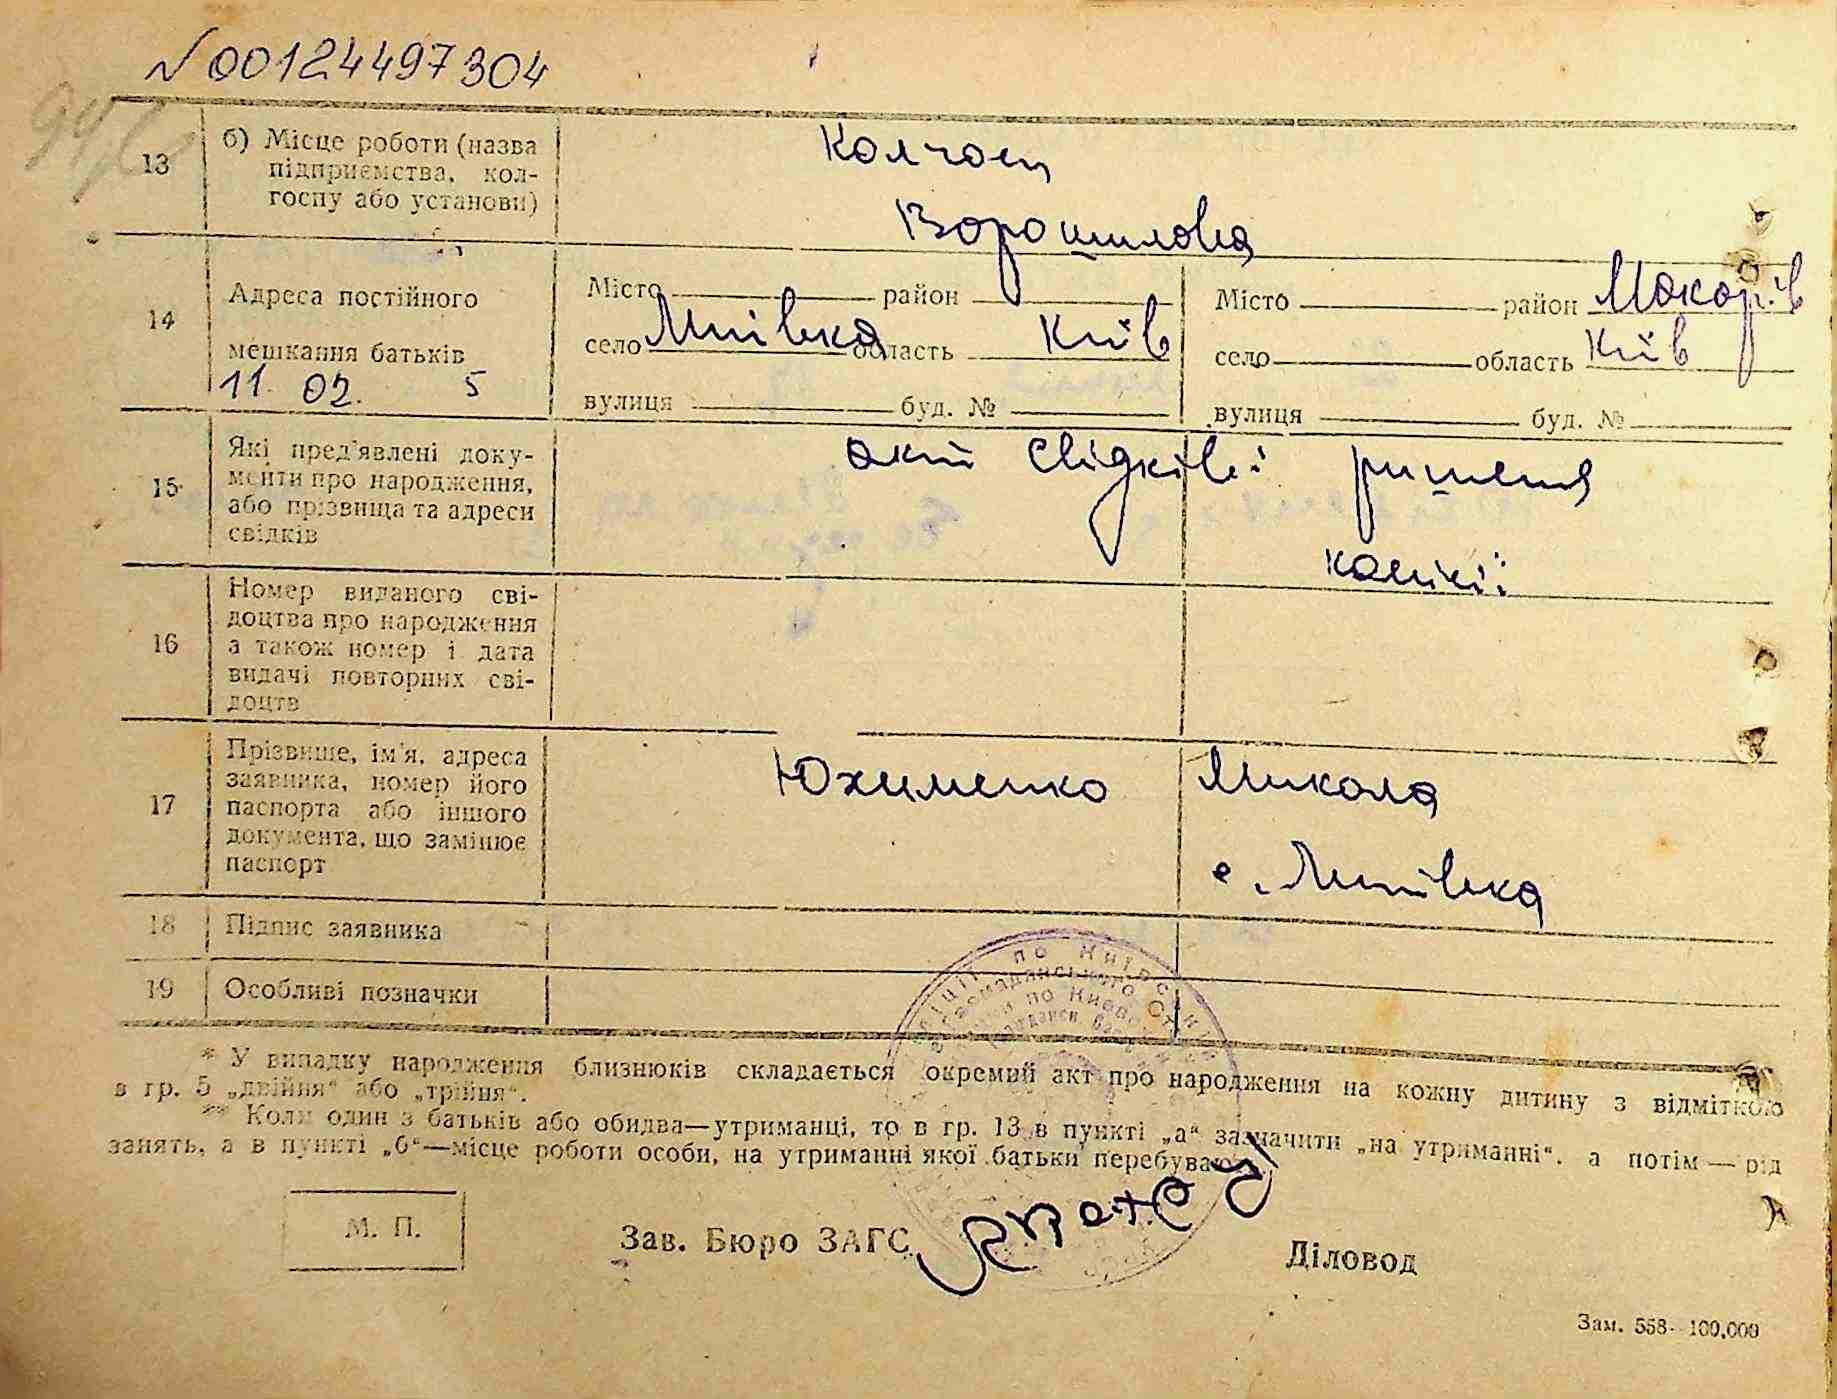 N00124497304
13 б) Місце роботи (назва підприємства, колгоспу або установи) Колгосп
Ворошилова
14 Адреса постійного мешкання батьків
11. 02. 5
Місто район
село Липівка область Київ
вулиця буд. №
Місто район Макарів
село область Київ
вулиця буд. №
15 Які пред'явлені документи про народження, або прізвища та адреси свідків
акт свідків і рішення
комісії
16 Номер виданого свідоцтва про народження а також номер і дата видачі повторних свідоцтв
17 Прізвище, ім'я, адреса заявника, номер його паспорта або іншого документа, що замінює паспорт
Юхименко Микола
с. Липівка
18 Підпис заявника
19 Особливі позначки
* У випадку народження близнюків складається окремий акт про народження на кожну дитину з відміткою
в гр. 5 „двійня“ або „трійня“.
** Коли один з батьків або обидва—утриманці, то в гр. 13 в пункті „а“ зазначити „на утриманні“, а потім — рід
занять, а в пункті „б“—місце роботи особи, на утриманні якої батьки перебувають
М. П.
Зав. Бюро ЗАГС
Діловод
Зам. 558—100,000